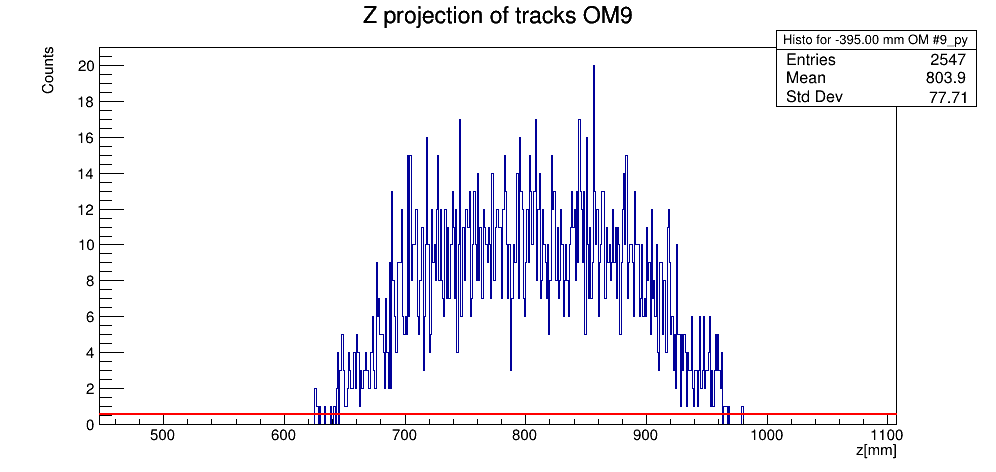 Z projection of tracks OM9
Histo for -395.00 mm OM #9_py
Entries 2547
Mean 803.9
Std Dev 77.71
Counts
20
18
16
14
12
10
8
6
4
2
0
500 600 700 800 900 1000 1100
z[mm]